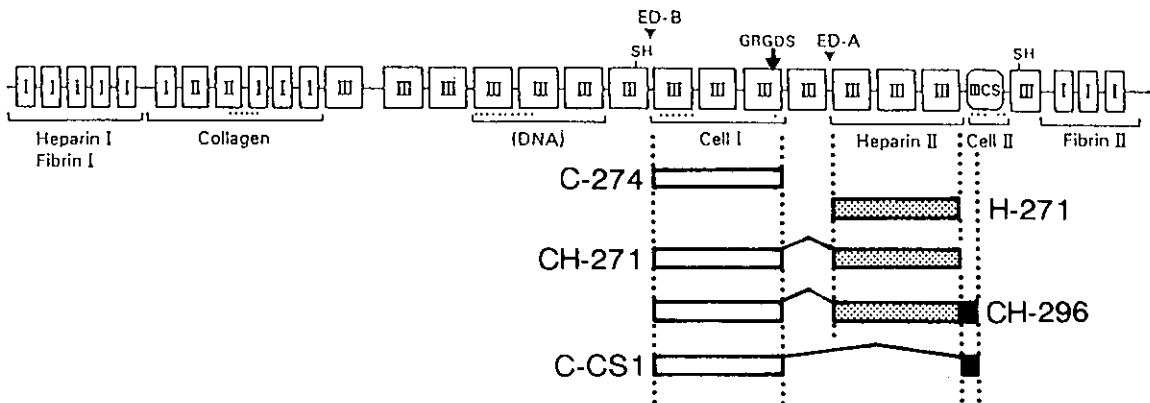 ED-B
SH GRGDS ED-A SH
I I I I I I II II I I I III III III III III III III III III III III III III III IIICS III I I I
Heparin I Collagen (DNA) Cell I Heparin II Cell II Fibrin II
Fibrin I
C-274
H-271
CH-271
CH-296
C-CS1